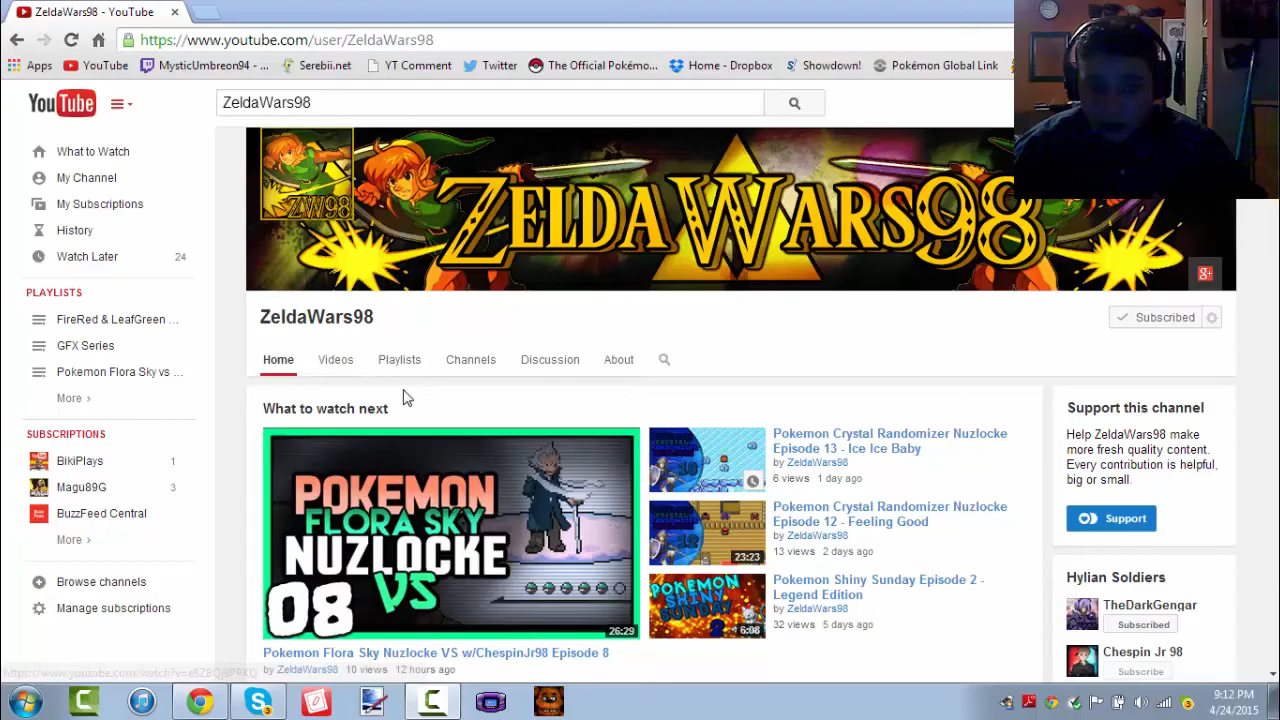 ZeldaWars98 - YouTube
https://www.youtube.com/user/ZeldaWars98
Apps YouTube MysticUmbreon94 - ... Serebii.net YT Comment Twitter The Official Pokémo... Home - Dropbox Showdown! Pokémon Global Link
YouTube
ZeldaWars98
What to Watch
My Channel
My Subscriptions
History
Watch Later 24
PLAYLISTS
FireRed & LeafGreen ...
GFX Series
Pokemon Flora Sky vs ...
More ›
SUBSCRIPTIONS
BikiPlays 1
Magu89G 3
BuzzFeed Central
More ›
Browse channels
Manage subscriptions
ZW98
ZELDAWARS98
g+
ZeldaWars98
Subscribed
Home Videos Playlists Channels Discussion About
What to watch next
POKEMON
FLORA SKY
NUZLOCKE
VS
08
26:29
Pokemon Flora Sky Nuzlocke VS w/ChespinJr98 Episode 8
by ZeldaWars98 10 views 12 hours ago
Pokemon Crystal Randomizer Nuzlocke
Episode 13 - Ice Ice Baby
by ZeldaWars98
6 views 1 day ago
23:23
Pokemon Crystal Randomizer Nuzlocke
Episode 12 - Feeling Good
by ZeldaWars98
13 views 2 days ago
POKEMON
SHINY
SUNDAY
2
6:08
Pokemon Shiny Sunday Episode 2 -
Legend Edition
by ZeldaWars98
32 views 5 days ago
Support this channel
Help ZeldaWars98 make
more fresh quality content.
Every contribution is helpful,
big or small.
Support
Hylian Soldiers
TheDarkGengar
Subscribed
Chespin Jr 98
Subscribe
9:12 PM
4/24/2015